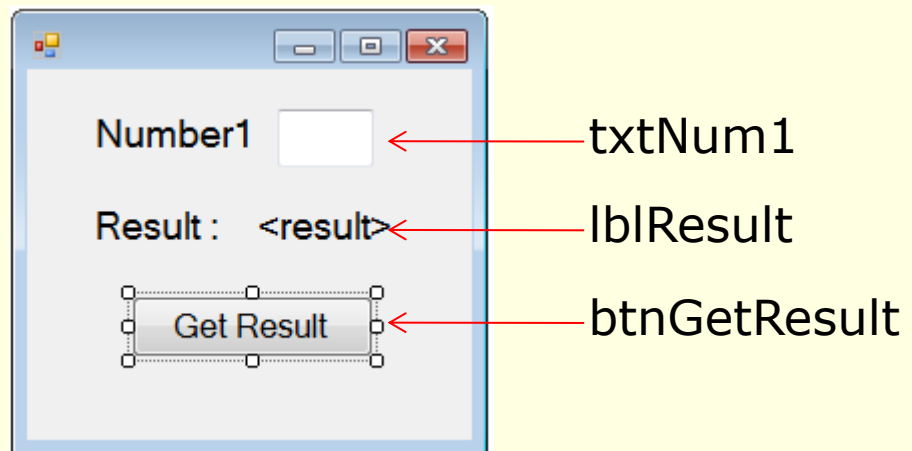 Number1 txtNum1
Result : <result> lblResult
Get Result btnGetResult